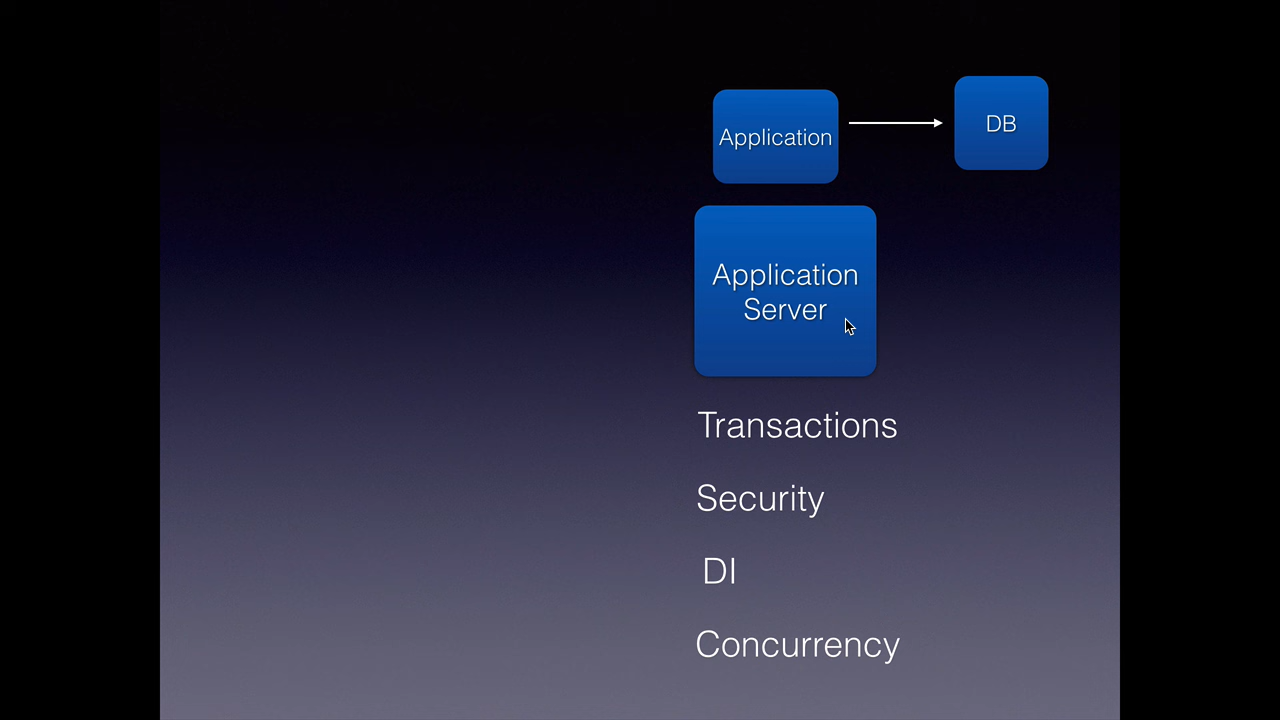 Application
DB
Application
Server
Transactions
Security
DI
Concurrency